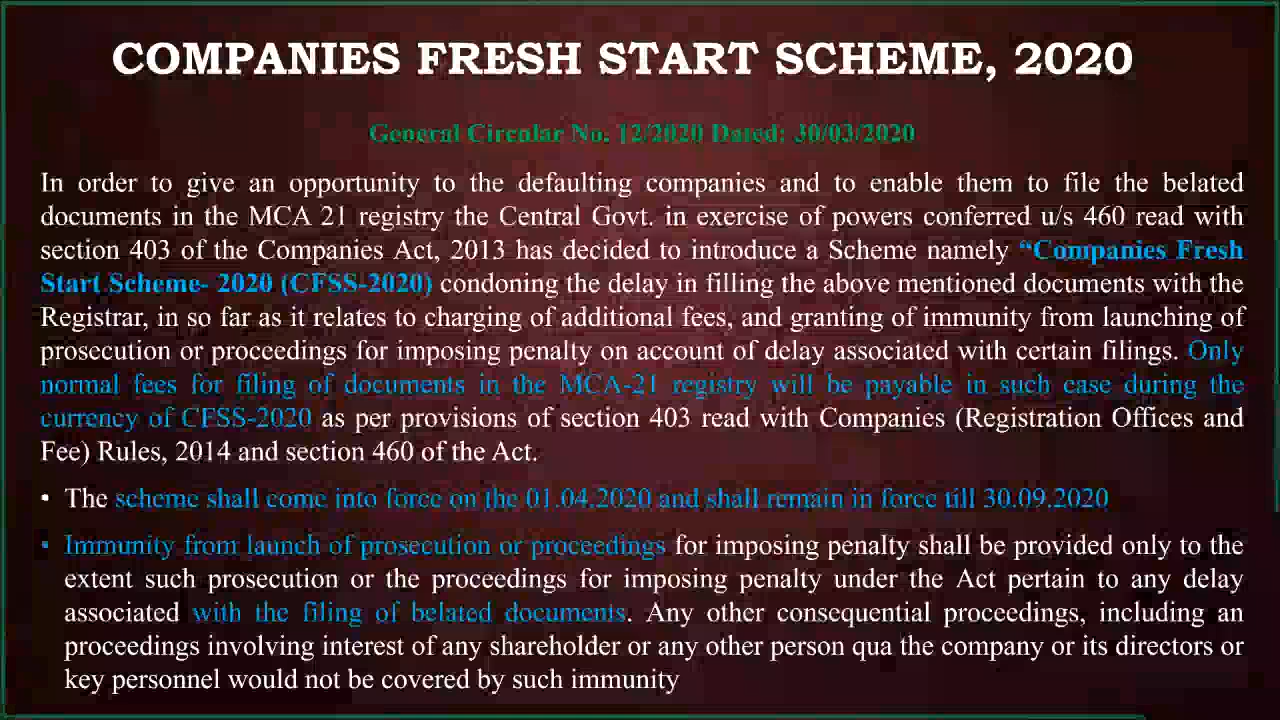 COMPANIES FRESH START SCHEME, 2020
General Circular No. 12/2020 Dated: 30/03/2020
In order to give an opportunity to the defaulting companies and to enable them to file the belated
documents in the MCA 21 registry the Central Govt. in exercise of powers conferred u/s 460 read with
section 403 of the Companies Act, 2013 has decided to introduce a Scheme namely “Companies Fresh
Start Scheme- 2020 (CFSS-2020) condoning the delay in filling the above mentioned documents with the
Registrar, in so far as it relates to charging of additional fees, and granting of immunity from launching of
prosecution or proceedings for imposing penalty on account of delay associated with certain filings. Only
normal fees for filing of documents in the MCA-21 registry will be payable in such case during the
currency of CFSS-2020 as per provisions of section 403 read with Companies (Registration Offices and
Fee) Rules, 2014 and section 460 of the Act.
• The scheme shall come into force on the 01.04.2020 and shall remain in force till 30.09.2020
• Immunity from launch of prosecution or proceedings for imposing penalty shall be provided only to the
extent such prosecution or the proceedings for imposing penalty under the Act pertain to any delay
associated with the filing of belated documents. Any other consequential proceedings, including an
proceedings involving interest of any shareholder or any other person qua the company or its directors or
key personnel would not be covered by such immunity